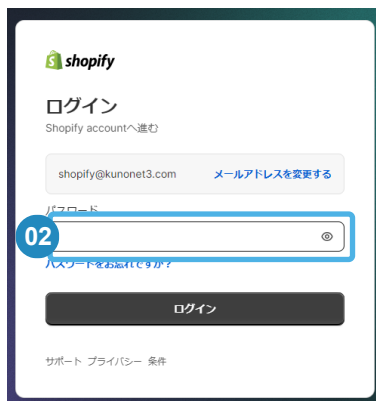 shopify
ログイン
Shopify accountへ進む
shopify@kunonet3.com メールアドレスを変更する
パスワード
02
パスワードをお忘れですか？
ログイン
サポート プライバシー 条件